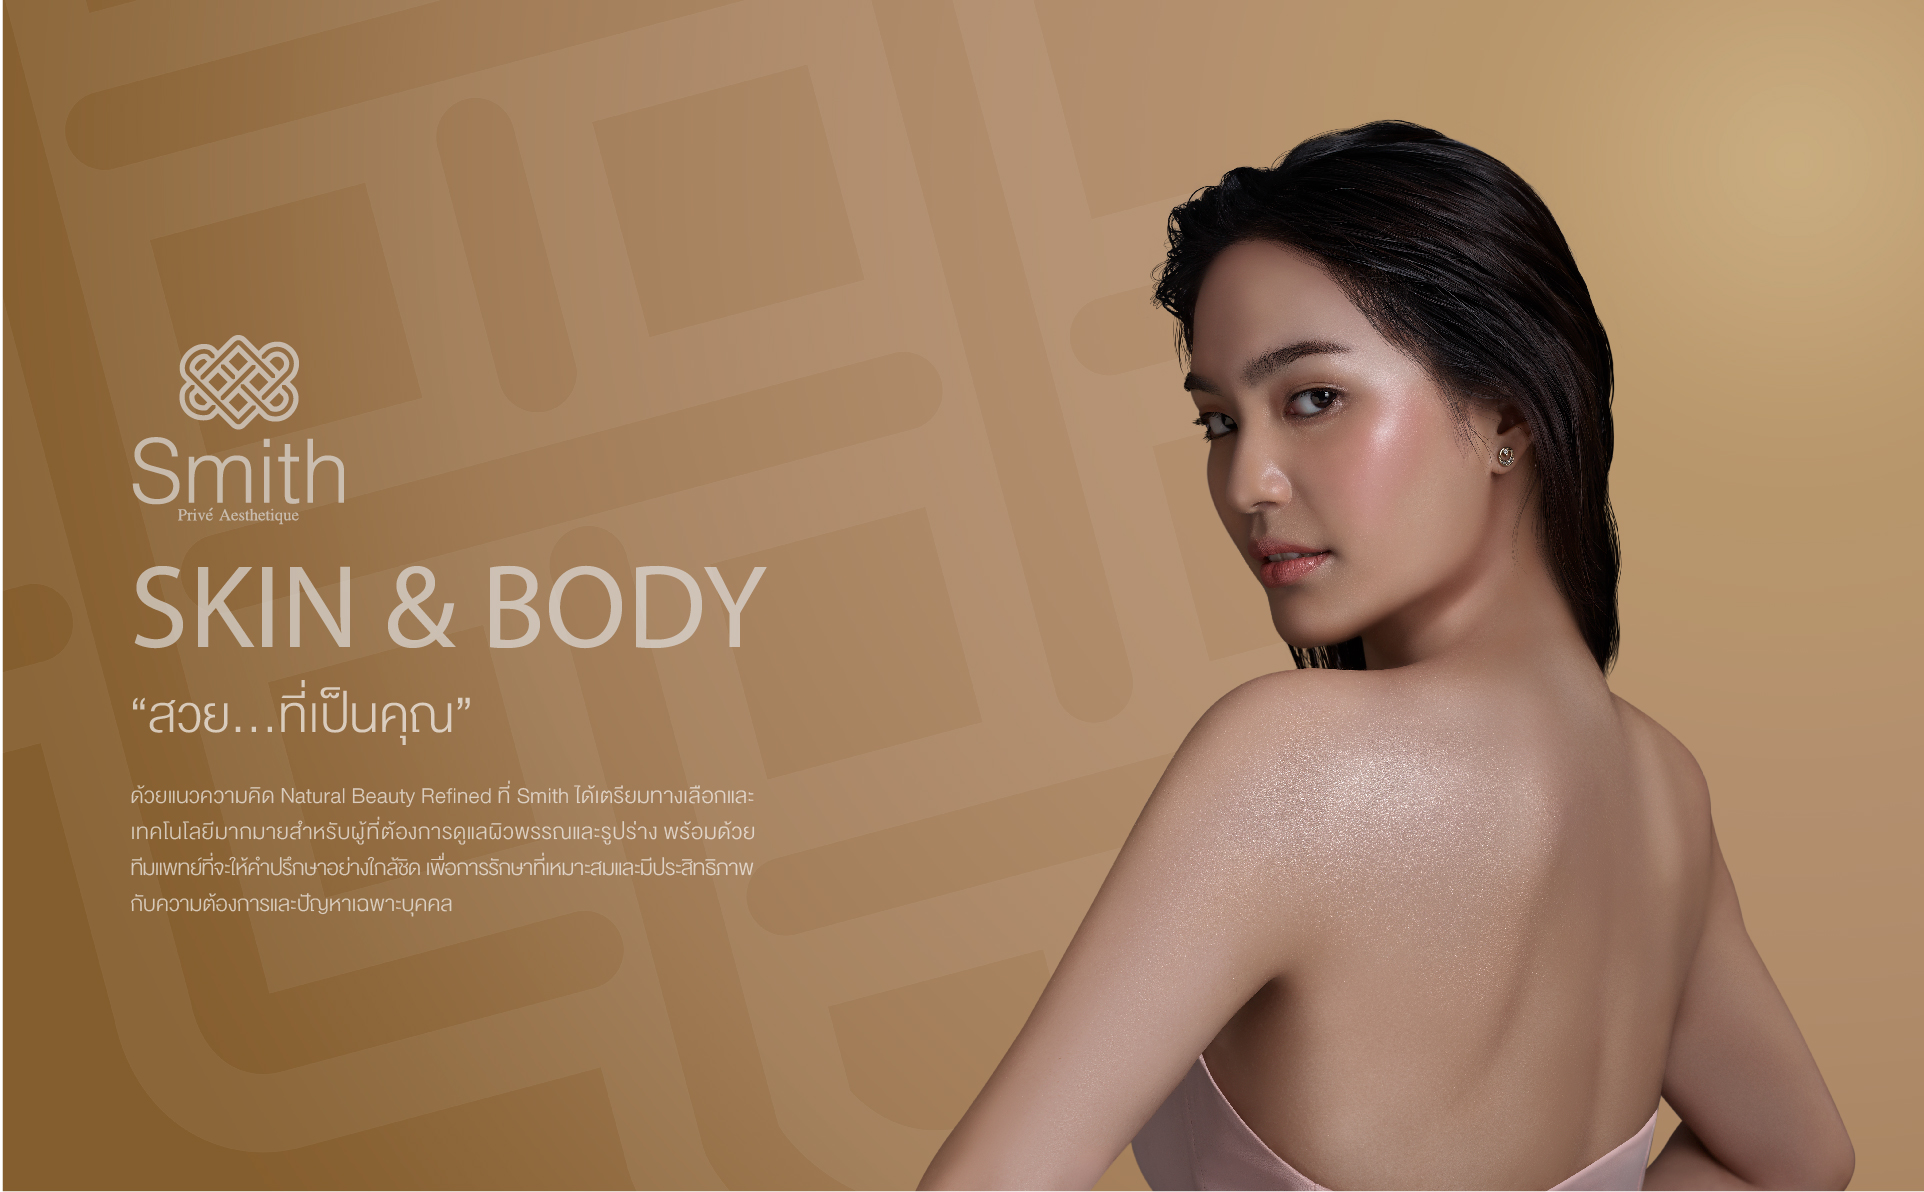 Smith
Privé Aesthetique
SKIN & BODY
“สวย...ที่เป็นคุณ”
ด้วยแนวความคิด Natural Beauty Refined ที่ Smith ได้เตรียมทางเลือกและ
เทคโนโลยีมากมายสำหรับผู้ที่ต้องการดูแลผิวพรรณและรูปร่าง พร้อมด้วย
ทีมแพทย์ที่จะให้คำปรึกษาอย่างใกล้ชิด เพื่อการรักษาที่เหมาะสมและมีประสิทธิภาพ
กับความต้องการและปัญหาเฉพาะบุคคล